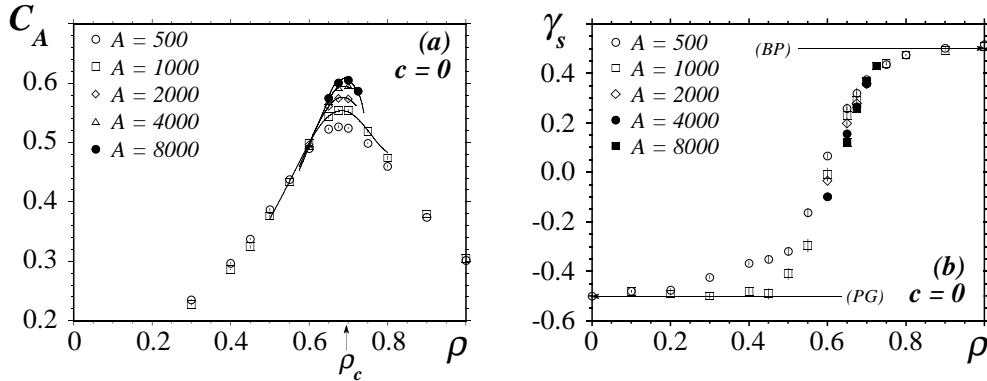 C_A
(a)
c = 0
A = 500
A = 1000
A = 2000
A = 4000
A = 8000
0.6
0.5
0.4
0.3
0.2
0 0.2 0.4 0.6 0.8 ρ
ρ_c
γ_s
(BP)
A = 500
A = 1000
A = 2000
A = 4000
A = 8000
0.4
0.2
0.0
-0.2
-0.4
-0.6
(b)
(PG)
c = 0
0 0.2 0.4 0.6 0.8 ρ